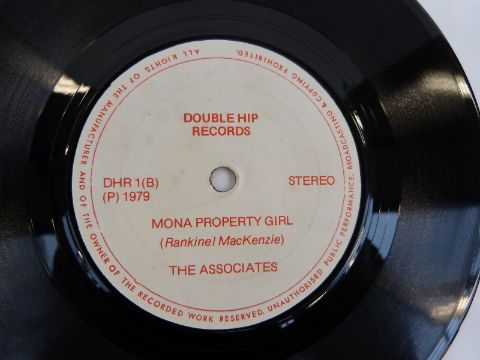 DOUBLE HIP
RECORDS
DHR 1(B)
(P) 1979
STEREO
MONA PROPERTY GIRL
(Rankinel MacKenzie)
THE ASSOCIATES
ALL RIGHTS OF THE MANUFACTURER AND OF THE OWNER OF THE RECORDED WORK RESERVED. UNAUTHORISED PUBLIC PERFORMANCE, BROADCASTING & COPYING PROHIBITED.